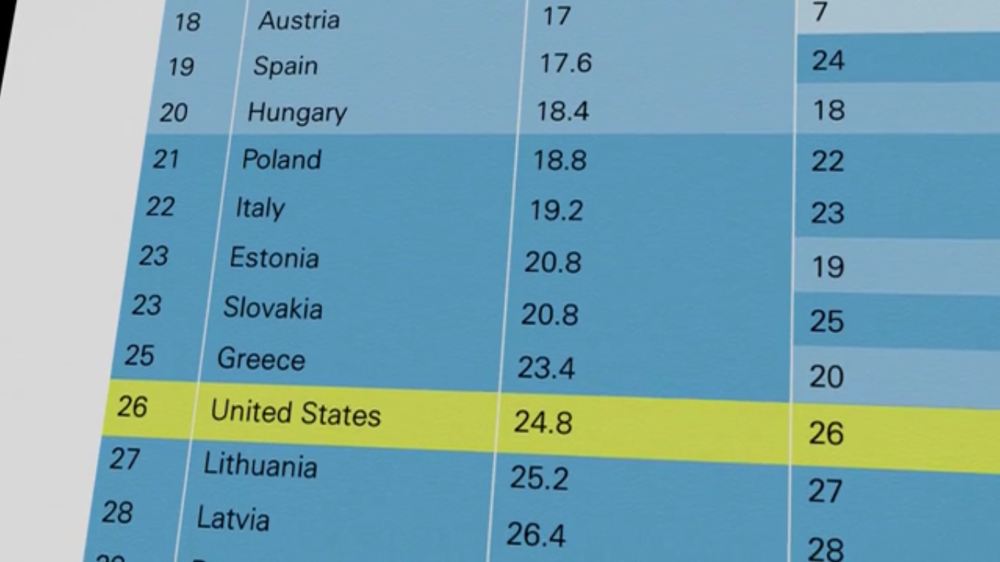 18 Austria 17 7
19 Spain 17.6 24
20 Hungary 18.4 18
21 Poland 18.8 22
22 Italy 19.2 23
23 Estonia 20.8 19
23 Slovakia 20.8 25
25 Greece 23.4 20
26 United States 24.8 26
27 Lithuania 25.2 27
28 Latvia 26.4 28